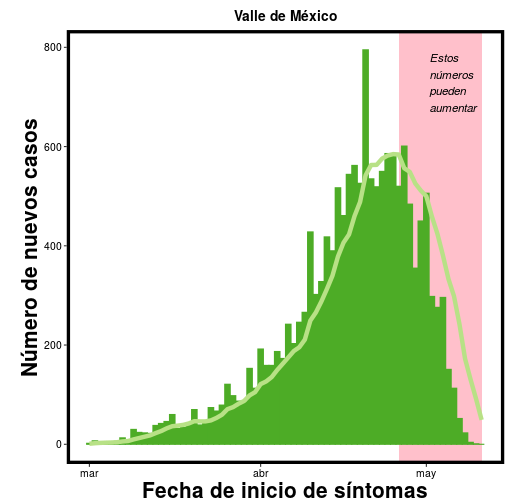 Valle de México
Estos
números
pueden
aumentar
800
600
400
200
0
Número de nuevos casos
mar
abr
may
Fecha de inicio de síntomas